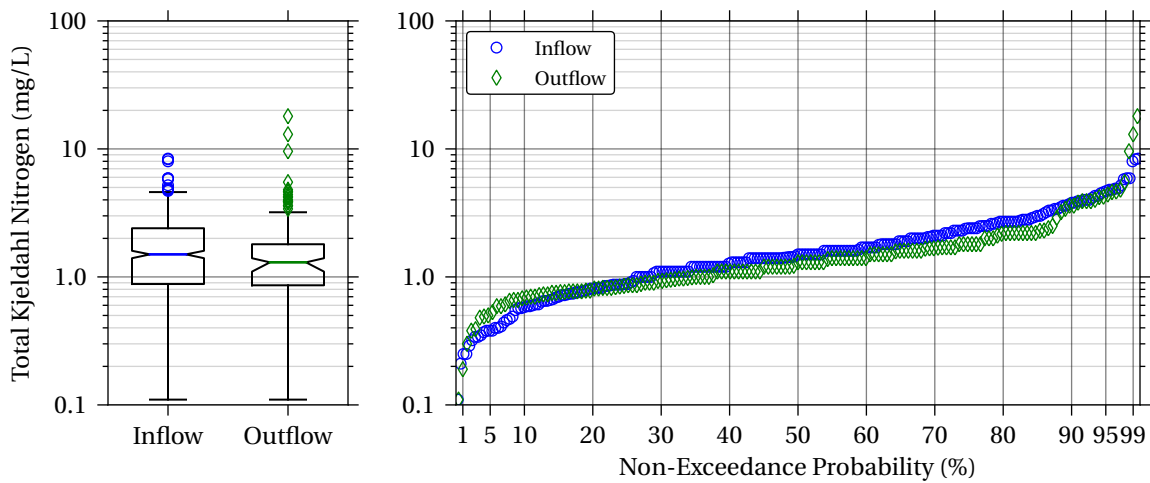 Total Kjeldahl Nitrogen (mg/L)
100
10
1.0
0.1
Inflow
Outflow
100
10
1.0
0.1
Inflow
Outflow
1 5 10 20 30 40 50 60 70 80 90 95 99
Non-Exceedance Probability (%)